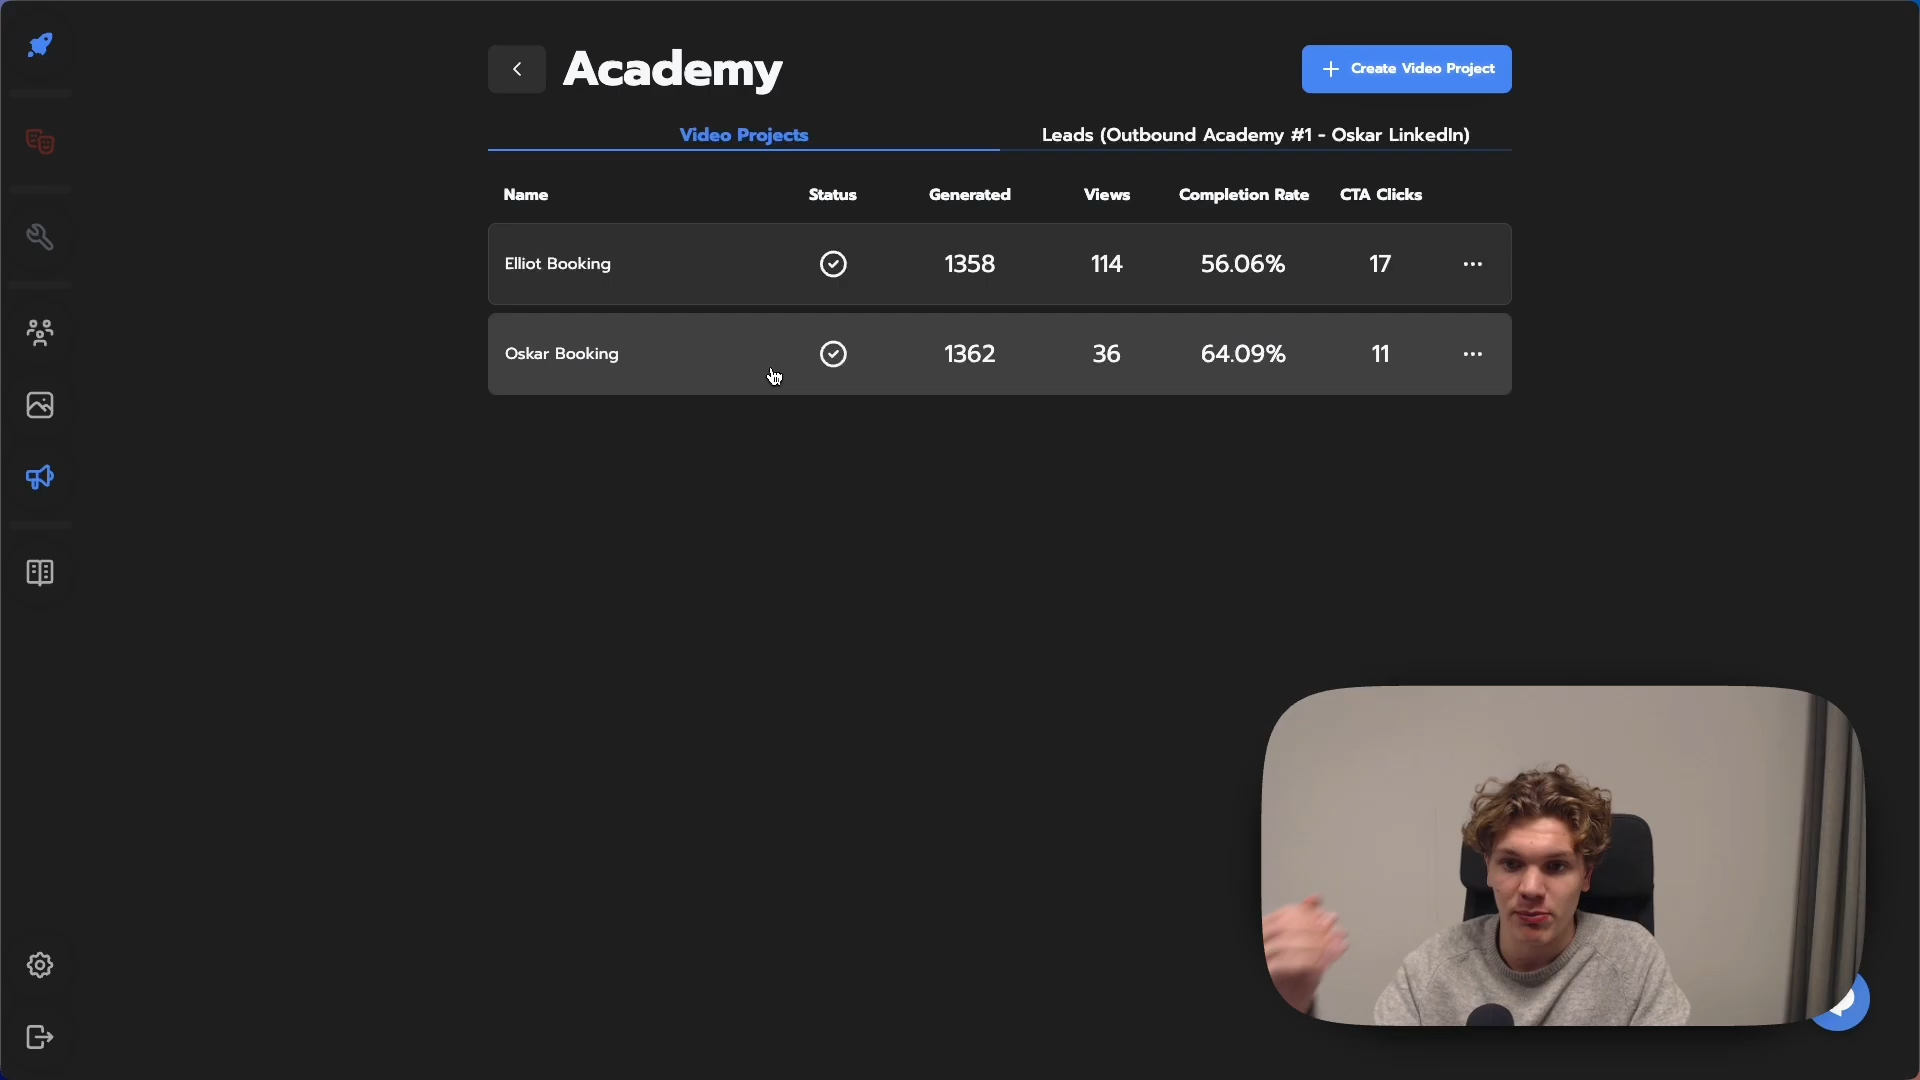 Academy
Create Video Project
Video Projects
Leads (Outbound Academy #1 - Oskar LinkedIn)
Name Status Generated Views Completion Rate CTA Clicks
Elliot Booking 1358 114 56.06% 17
Oskar Booking 1362 36 64.09% 11